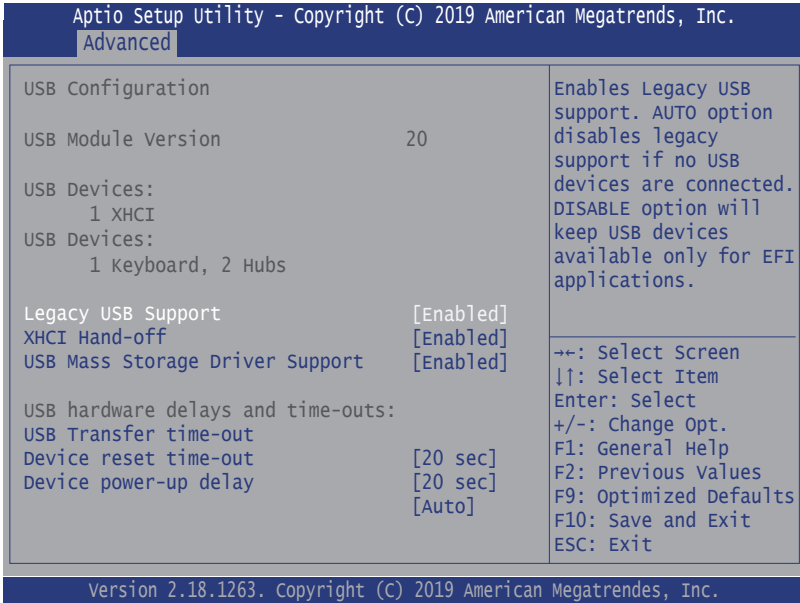 Aptio Setup Utility - Copyright (C) 2019 American Megatrends, Inc.
Advanced
USB Configuration
USB Module Version 20
USB Devices:
1 XHCI
USB Devices:
1 Keyboard, 2 Hubs
Legacy USB Support [Enabled]
XHCI Hand-off [Enabled]
USB Mass Storage Driver Support [Enabled]
USB hardware delays and time-outs:
USB Transfer time-out
Device reset time-out [20 sec]
Device power-up delay [20 sec]
[Auto]
Enables Legacy USB
support. AUTO option
disables legacy
support if no USB
devices are connected.
DISABLE option will
keep USB devices
available only for EFI
applications.
→←: Select Screen
↓↑: Select Item
Enter: Select
+/-: Change Opt.
F1: General Help
F2: Previous Values
F9: Optimized Defaults
F10: Save and Exit
ESC: Exit
Version 2.18.1263. Copyright (C) 2019 American Megatrendes, Inc.